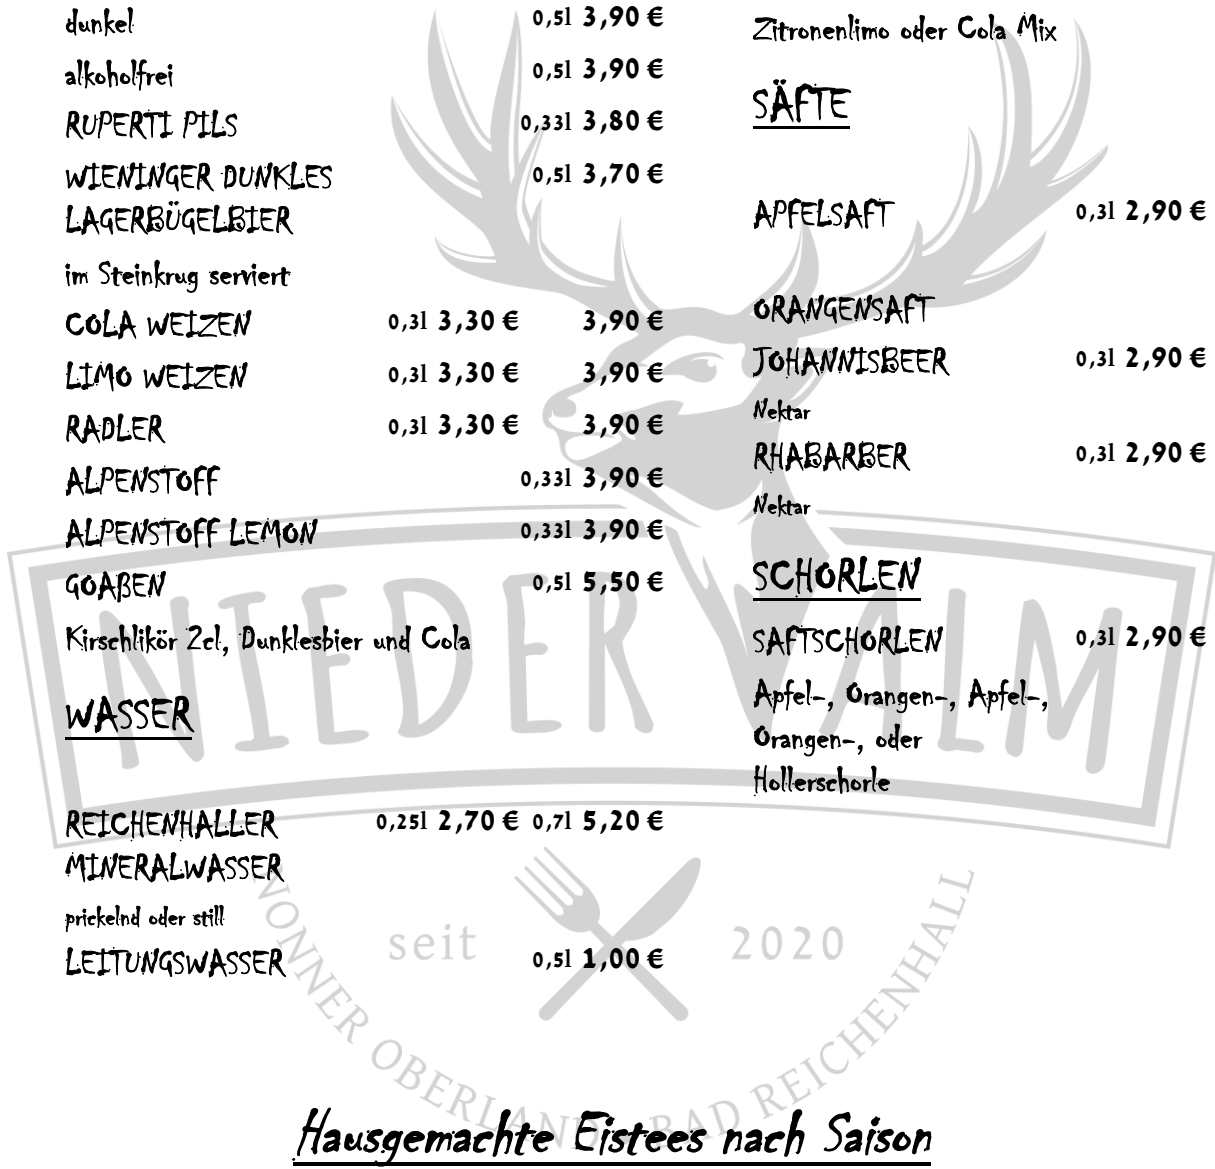 dunkel 0,5l 3,90 €
alkoholfrei 0,5l 3,90 €
RUPERTI PILS 0,33l 3,80 €
WIENINGER DUNKLES 0,5l 3,70 €
LAGERBÜGELBIER
im Steinkrug serviert
COLA WEIZEN 0,3l 3,30 € 3,90 €
LIMO WEIZEN 0,3l 3,30 € 3,90 €
RADLER 0,3l 3,30 € 3,90 €
ALPENSTOFF 0,33l 3,90 €
ALPENSTOFF LEMON 0,33l 3,90 €
GOAßEN 0,5l 5,50 €
Kirschlikör 2cl, Dunklesbier und Cola
WASSER
REICHENHALLER 0,25l 2,70 € 0,7l 5,20 €
MINERALWASSER
prickelnd oder still
LEITUNGSWASSER 0,5l 1,00 €
Zitronenlimo oder Cola Mix
SÄFTE
APFELSAFT 0,3l 2,90 €
ORANGENSAFT
JOHANNISBEER 0,3l 2,90 €
Nektar
RHABARBER 0,3l 2,90 €
Nektar
SCHORLEN
SAFTSCHORLEN 0,3l 2,90 €
Apfel-, Orangen-, Apfel-,
Orangen-, oder
Hollerschorle
NIEDER ALM
seit 2020
VONNER OBERLAND BAD REICHENHALL
Hausgemachte Eistees nach Saison